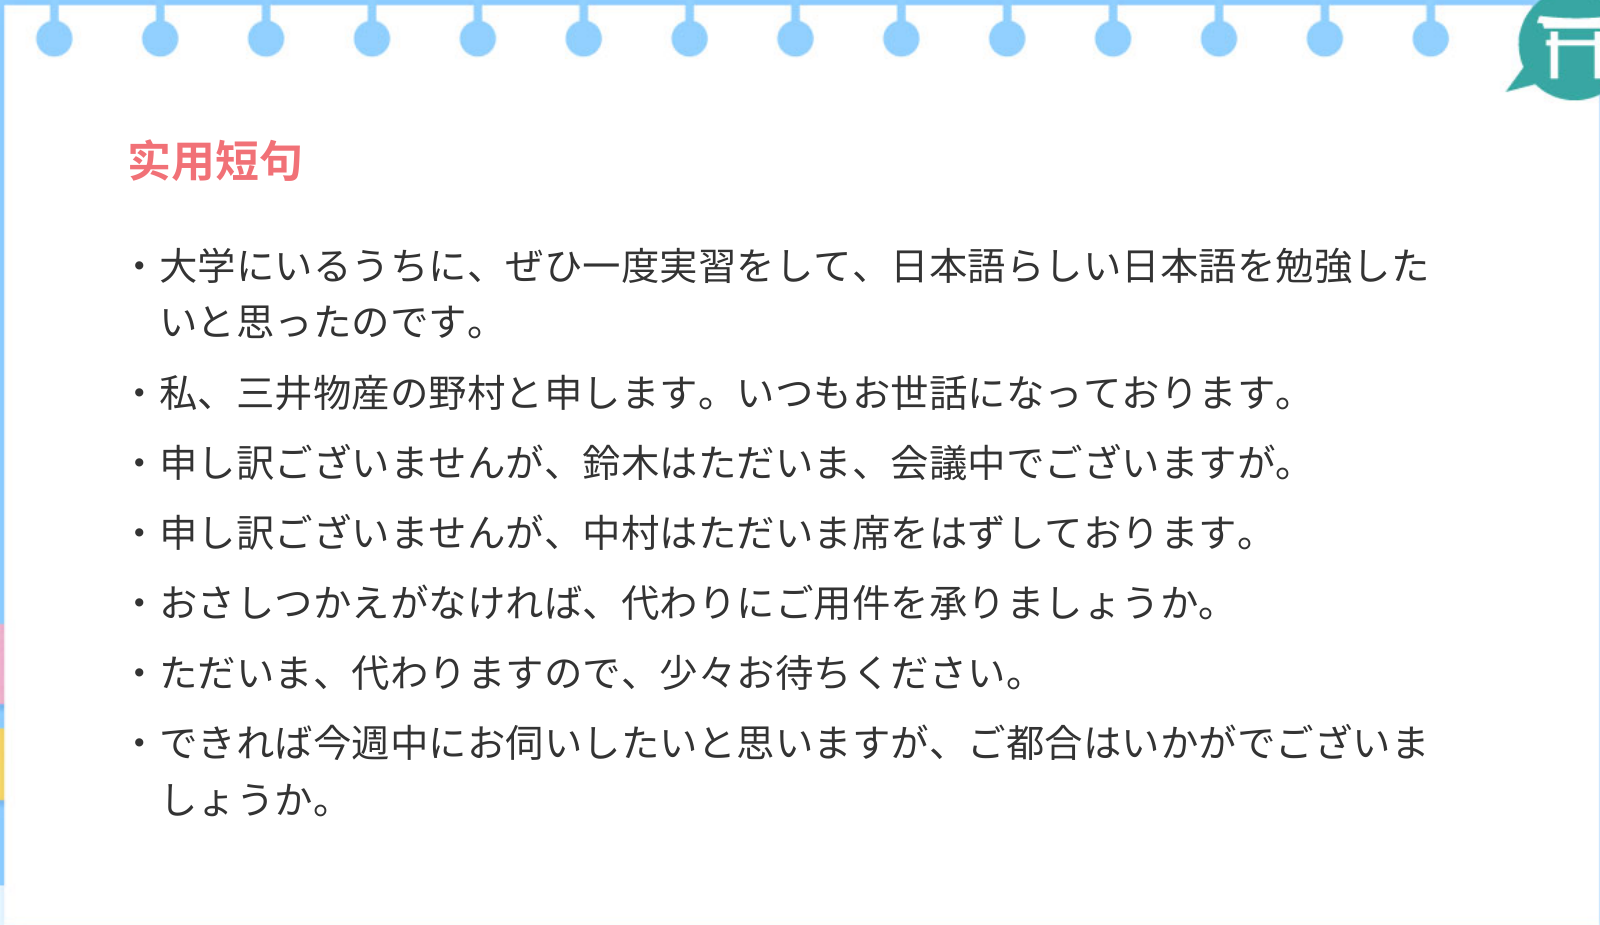 实用短句
・大学にいるうちに、ぜひ一度実習をして、日本語らしい日本語を勉強した
いと思ったのです。
・私、三井物産の野村と申します。いつもお世話になっております。
・申し訳ございませんが、鈴木はただいま、会議中でございますが。
・申し訳ございませんが、中村はただいま席をはずしております。
・おさしつかえがなければ、代わりにご用件を承りましょうか。
・ただいま、代わりますので、少々お待ちください。
・できれば今週中にお伺いしたいと思いますが、ご都合はいかがでございま
しょうか。